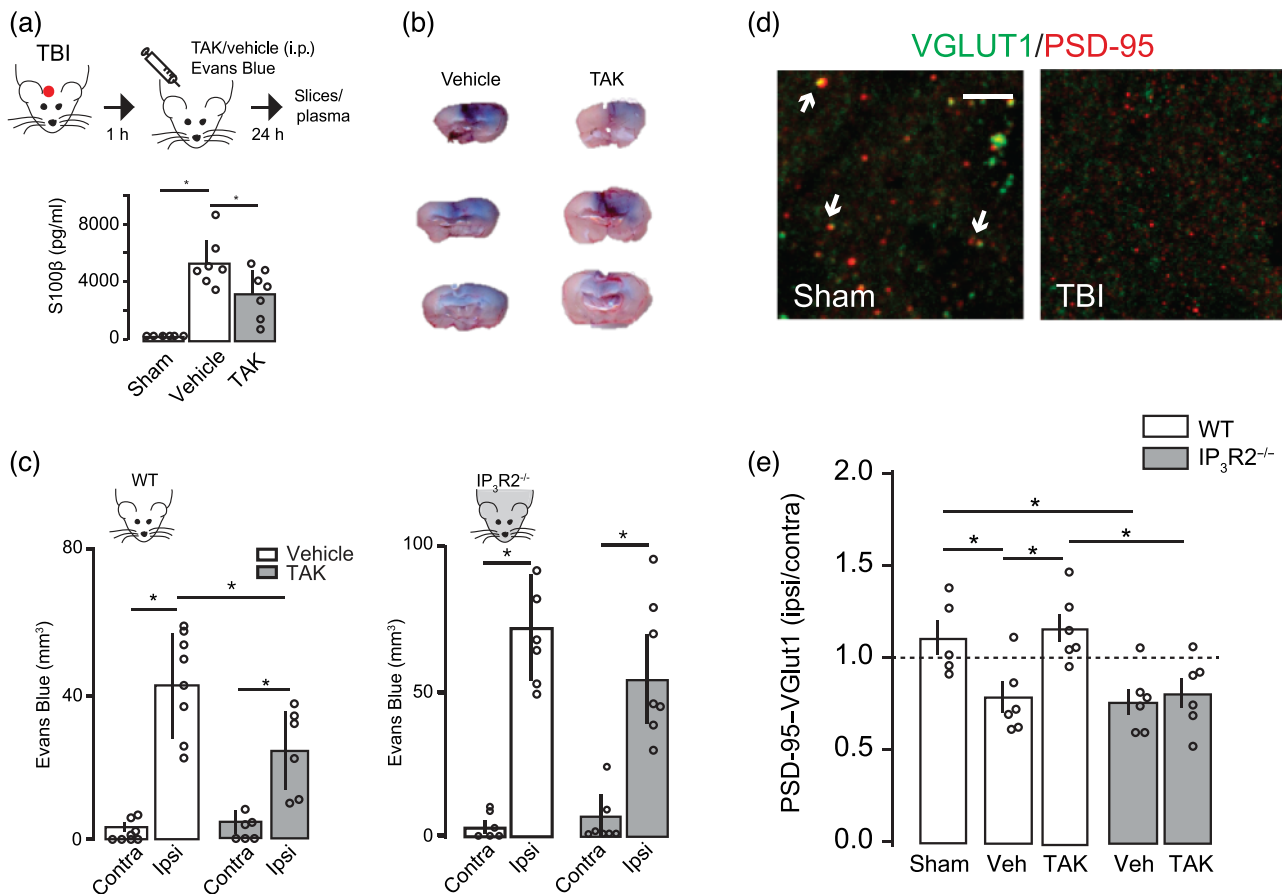 (a)
TBI
TAK/vehicle (i.p.)
Evans Blue
1 h
24 h
Slices/
plasma
S100β (pg/ml)
8000
4000
0
*
*
Sham
Vehicle
TAK
(b)
Vehicle
TAK
(c)
WT
Vehicle
TAK
Evans Blue (mm³)
80
40
0
*
*
*
Contra
Ipsi
Contra
Ipsi
IP₃R2⁻/⁻
Evans Blue (mm³)
100
50
0
*
*
Contra
Ipsi
Contra
Ipsi
(d)
VGLUT1/PSD-95
Sham
TBI
(e)
WT
IP₃R2⁻/⁻
PSD-95–VGlut1 (ipsi/contra)
2.0
1.5
1.0
0.5
0.0
*
*
*
*
Sham
Veh
TAK
Veh
TAK